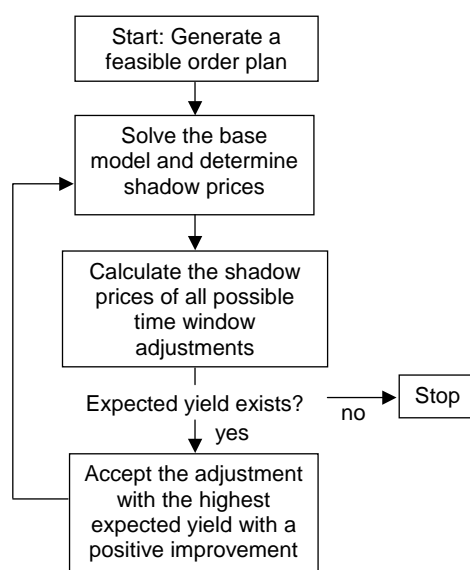 Start: Generate a
feasible order plan
Solve the base
model and determine
shadow prices
Calculate the shadow
prices of all possible
time window
adjustments
Expected yield exists?
no
Stop
yes
Accept the adjustment
with the highest
expected yield with a
positive improvement